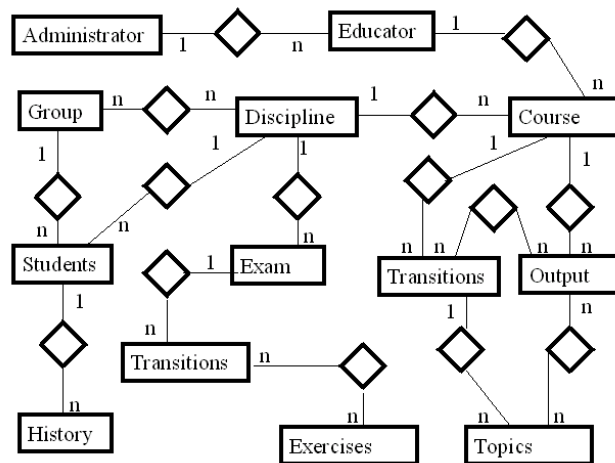 Administrator
1
n
Educator
1
n
Group
n
n
Discipline
1
n
Course
1
n
1
n
1
n
1
1
n
n
n
n
n
Students
Exam
1
n
Transitions
Output
1
n
1
n
n
Transitions
n
n
n
n
n
History
Exercises
Topics